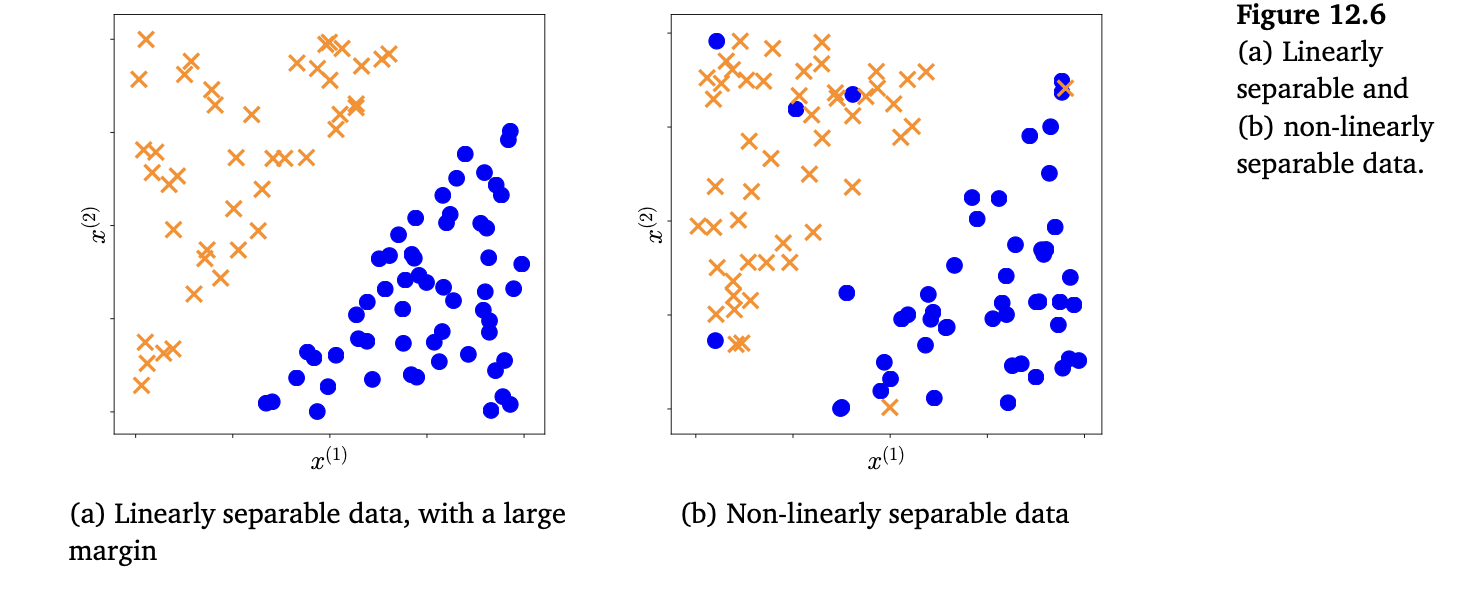 x^{(2)}
x^{(1)}
(a) Linearly separable data, with a large
margin
x^{(2)}
x^{(1)}
(b) Non-linearly separable data
Figure 12.6
(a) Linearly
separable and
(b) non-linearly
separable data.